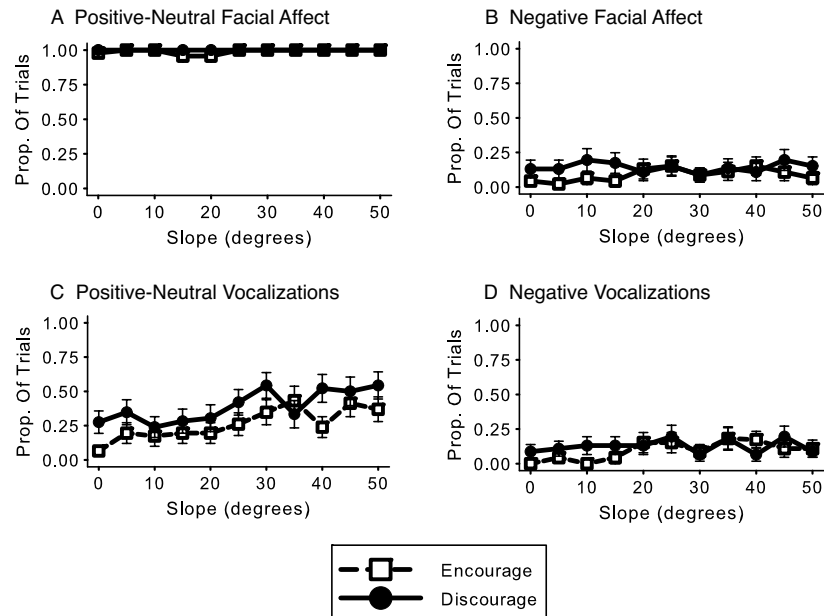 A Positive-Neutral Facial Affect
1.00
0.75
0.50
0.25
0.00
Prop. Of Trials
0 10 20 30 40 50
Slope (degrees)
B Negative Facial Affect
1.00
0.75
0.50
0.25
0.00
Prop. Of Trials
0 10 20 30 40 50
Slope (degrees)
C Positive-Neutral Vocalizations
1.00
0.75
0.50
0.25
0.00
Prop. Of Trials
0 10 20 30 40 50
Slope (degrees)
D Negative Vocalizations
1.00
0.75
0.50
0.25
0.00
Prop. Of Trials
0 10 20 30 40 50
Slope (degrees)
Encourage
Discourage